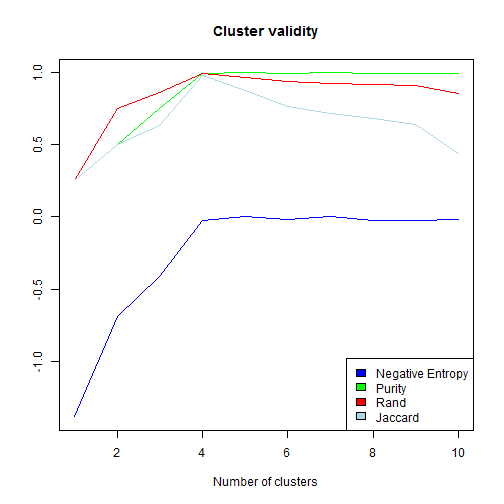 Cluster validity
1.0
0.5
0.0
-0.5
-1.0
Negative Entropy
Purity
Rand
Jaccard
2 4 6 8 10
Number of clusters